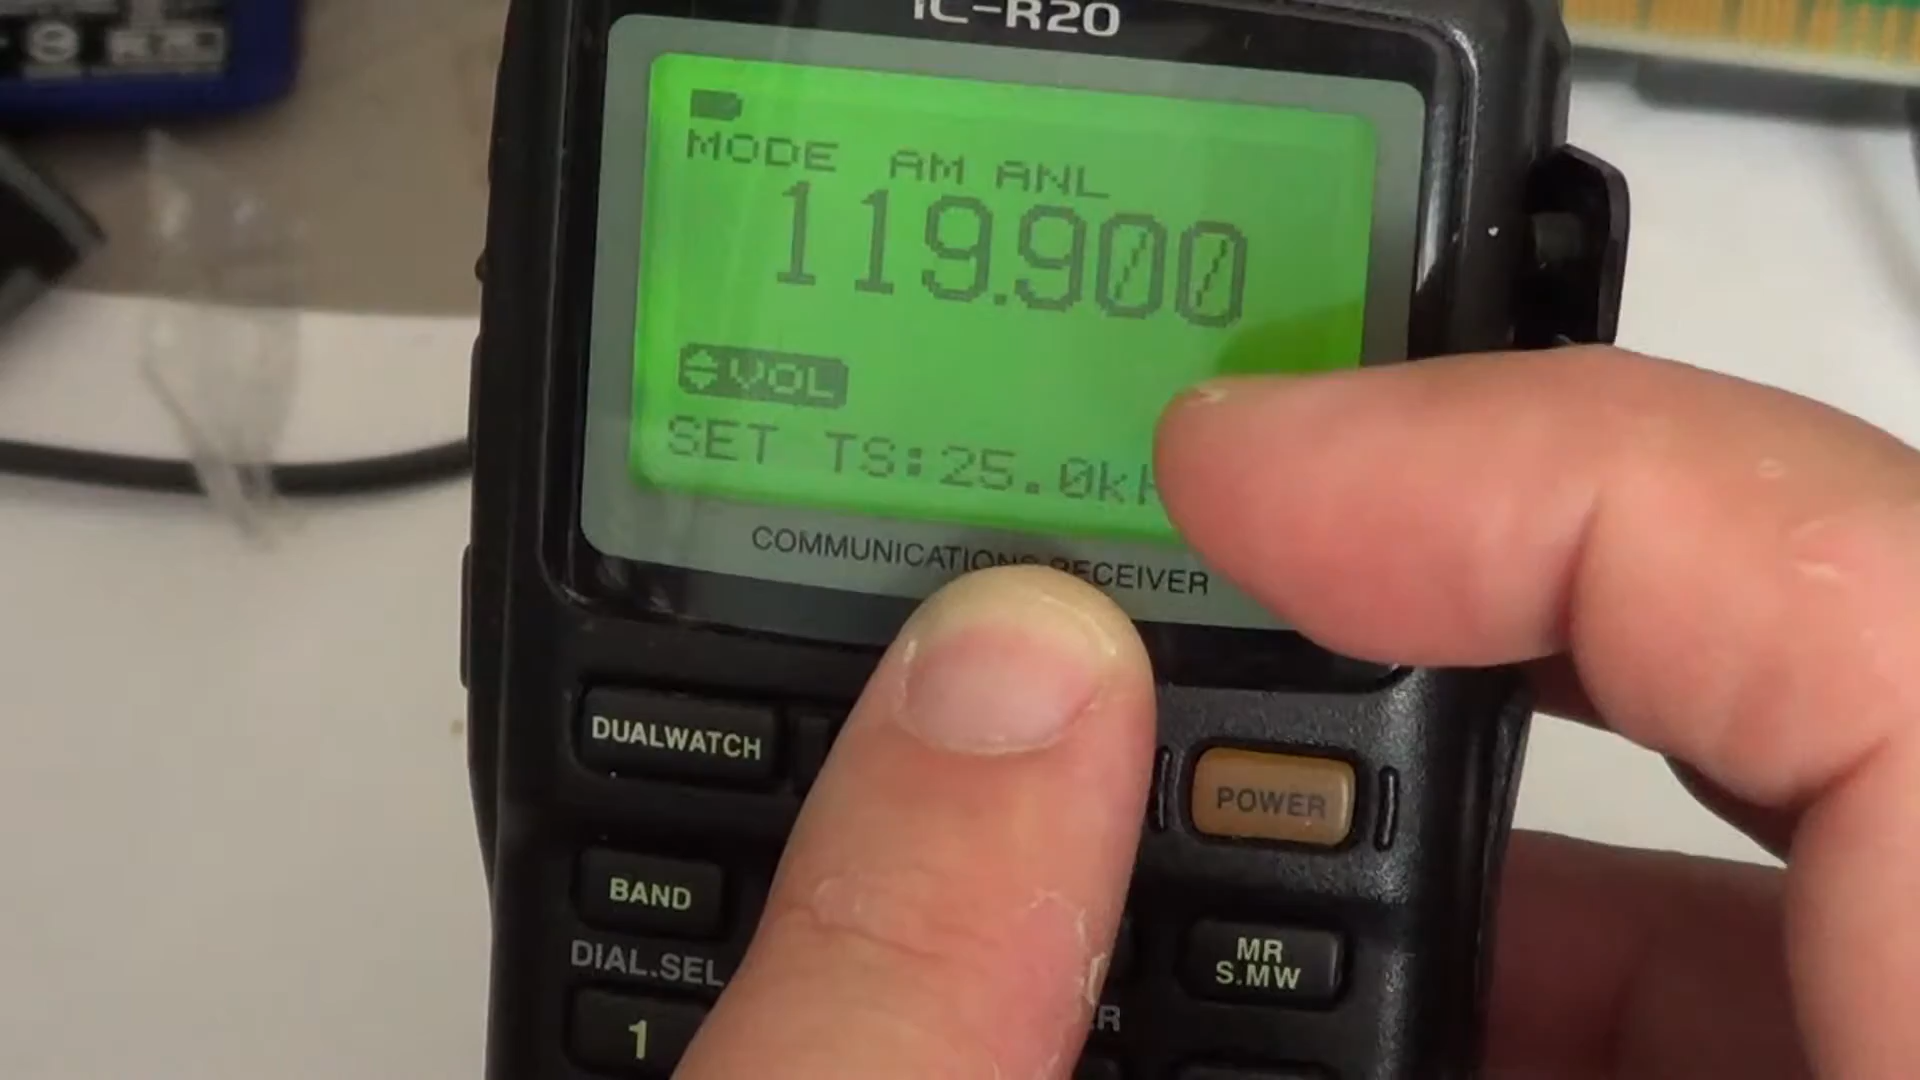 IC-R20
MODE AM ANL
119.900
VOL
SET TS:25.0k
COMMUNICATIONS RECEIVER
DUALWATCH
POWER
BAND
MR
S.MW
DIAL.SEL
1